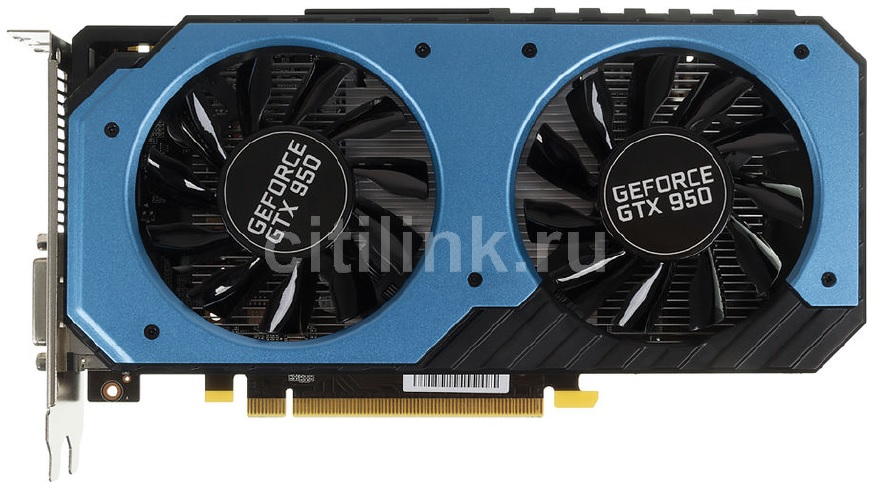 GEFORCE
GTX 950
GEFORCE
GTX 950
citilink.ru